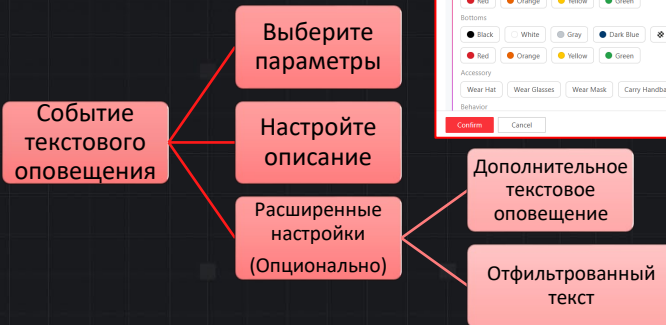 Red Orange Yellow Green
Bottoms
Black White Gray Dark Blue
Red Orange Yellow Green
Accessory
Wear Hat Wear Glasses Wear Mask Carry Handba
Behavior
Confirm Cancel
Событие
текстового
оповещения
Выберите
параметры
Настройте
описание
Расширенные
настройки
(Опционально)
Дополнительное
текстовое
оповещение
Отфильтрованный
текст